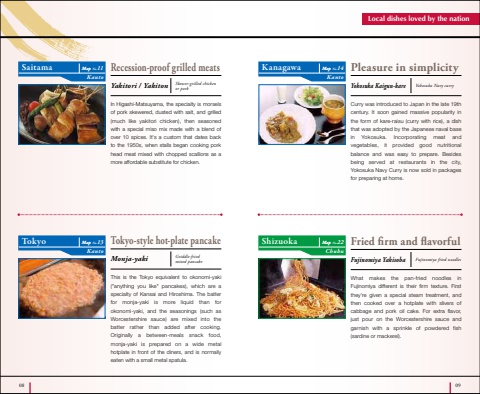 Local dishes loved by the nation
Saitama
Map No.11
Kanto
Recession-proof grilled meats
Yakitori / Yakiton
Skewer-grilled chicken
or pork
In Higashi-Matsuyama, the specialty is morsels
of pork skewered, dusted with salt, and grilled
(much like yakitori chicken), then seasoned
with a special miso mix made with a blend of
over 10 spices. It's a custom that dates back
to the 1950s, when stalls began cooking pork
head meat mixed with chopped scallions as a
more affordable substitute for chicken.
Kanagawa
Map No.14
Kanto
Pleasure in simplicity
Yokosuka Kaigun-kare
Yokosuka Navy curry
Curry was introduced to Japan in the late 19th
century. It soon gained massive popularity in
the form of kare-raisu (curry with rice), a dish
that was adopted by the Japanese naval base
in Yokosuka. Incorporating meat and
vegetables, it provided good nutritional
balance and was easy to prepare. Besides
being served at restaurants in the city,
Yokosuka Navy Curry is now sold in packages
for preparing at home.
Tokyo
Map No.13
Kanto
Tokyo-style hot-plate pancake
Monja-yaki
Griddle-fried
mixed pancake
This is the Tokyo equivalent to okonomi-yaki
("anything you like" pancakes), which are a
specialty of Kansai and Hiroshima. The batter
for monja-yaki is more liquid than for
okonomi-yaki, and the seasonings (such as
Worcestershire sauce) are mixed into the
batter rather than added after cooking.
Originally a between-meals snack food,
monja-yaki is prepared on a wide metal
hotplate in front of the diners, and is normally
eaten with a small metal spatula.
Shizuoka
Map No.22
Chubu
Fried firm and flavorful
Fujinomiya Yakisoba
Fujinomiya fried noodles
What makes the pan-fried noodles in
Fujinomiya different is their firm texture. First
they're given a special steam treatment, and
then cooked over a hotplate with slivers of
cabbage and pork oil cake. For extra flavor,
just pour on the Worcestershire sauce and
garnish with a sprinkle of powdered fish
(sardine or mackerel).
08
09